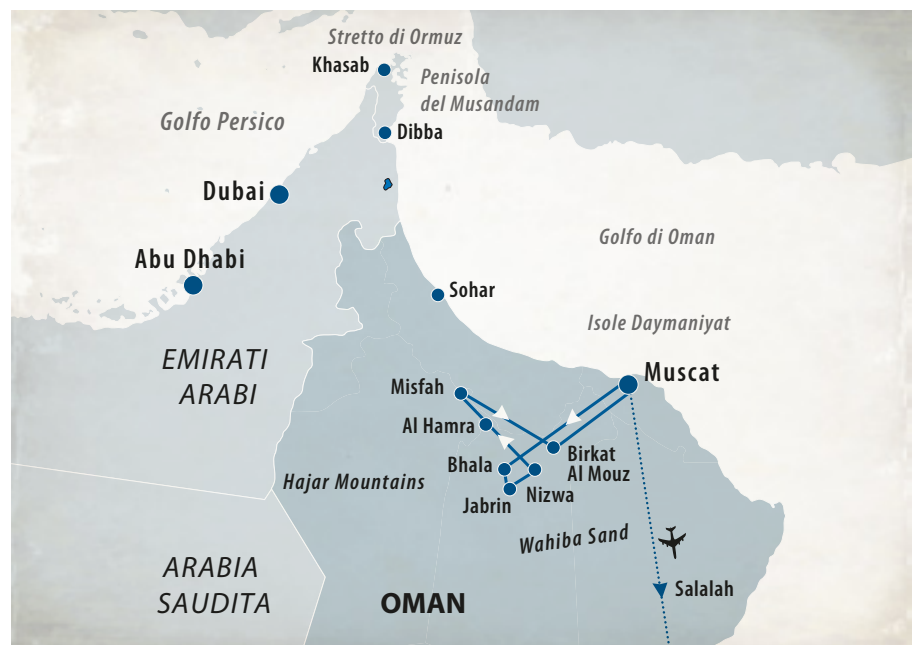 Stretto di Ormuz
Khasab
Penisola
del Musandam
Golfo Persico
Dibba
Dubai
Golfo di Oman
Abu Dhabi
Sohar
Isole Daymaniyat
EMIRATI
ARABI
Muscat
Misfah
Al Hamra
Birkat
Al Mouz
Bhala
Hajar Mountains
Nizwa
Jabrin
Wahiba Sand
ARABIA
SAUDITA
Salalah
OMAN